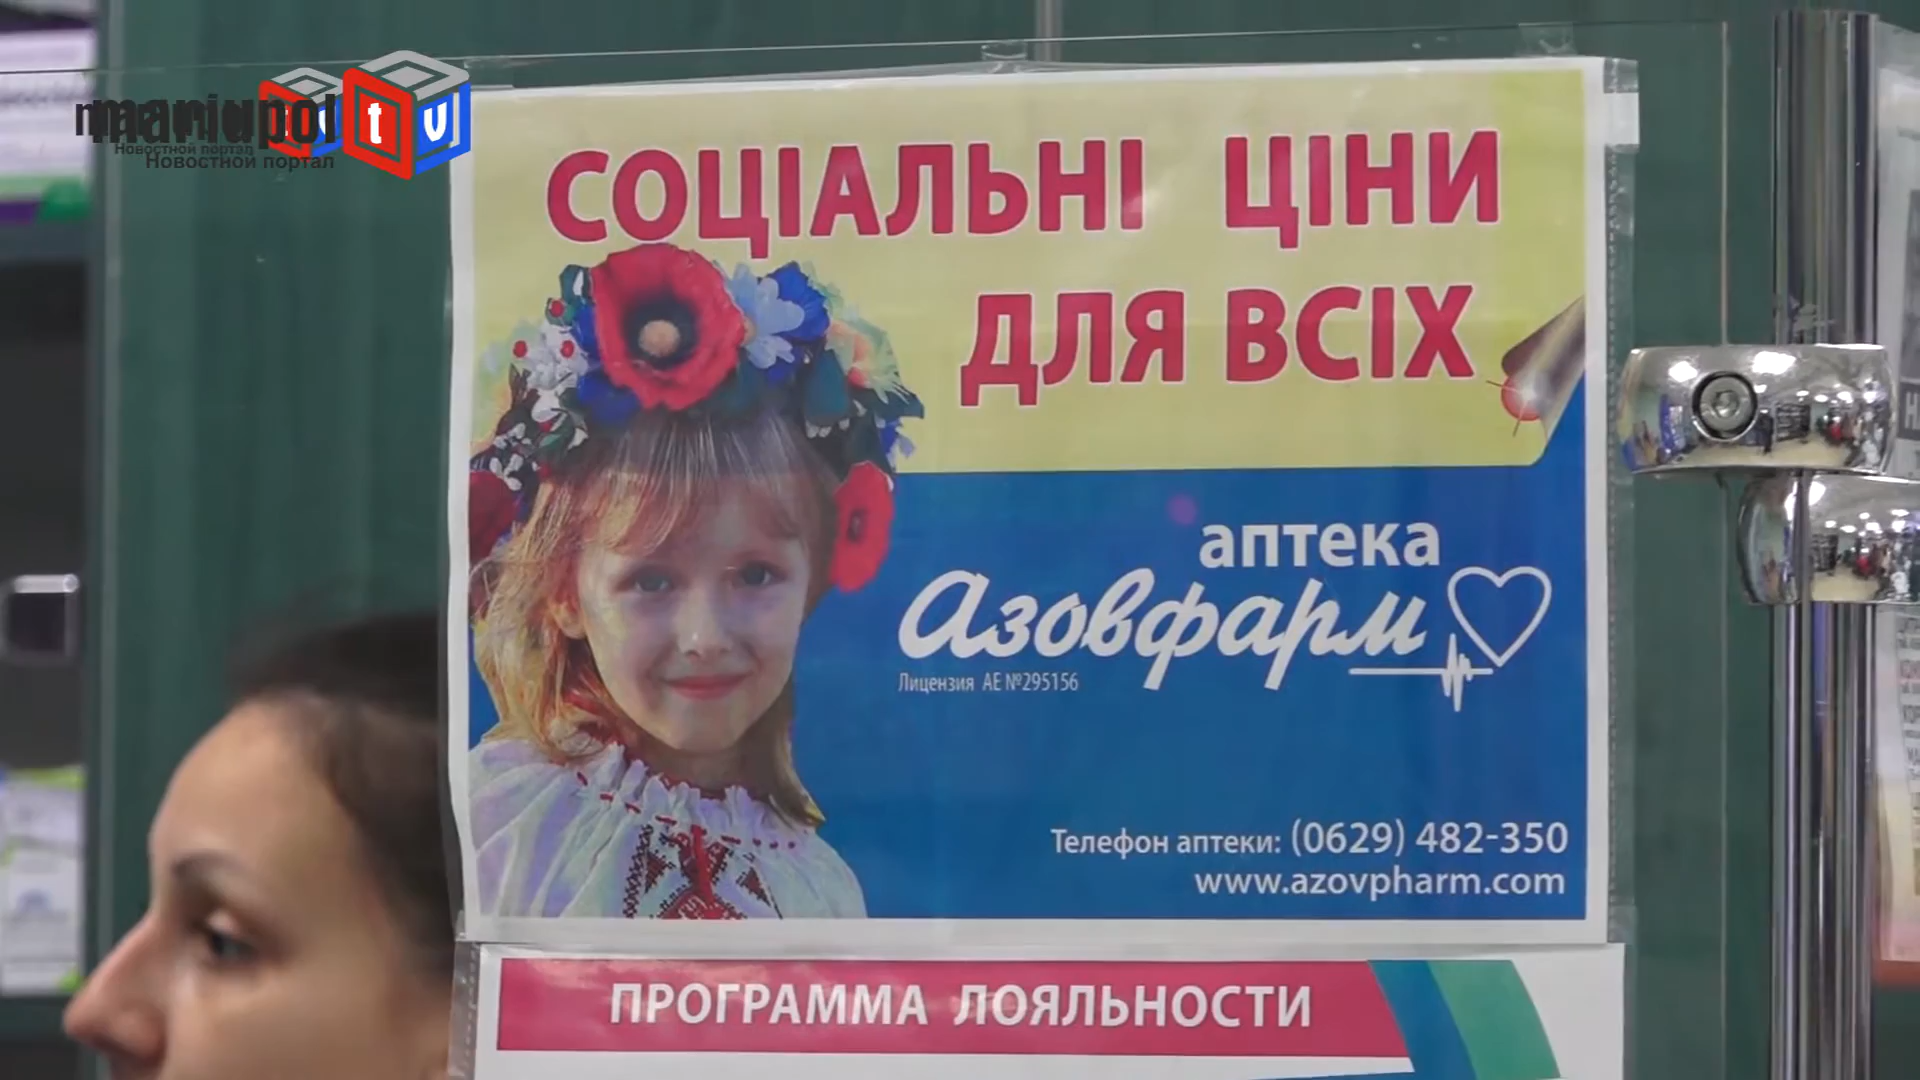 mariupol tv
Новостной портал
СОЦІАЛЬНІ ЦІНИ
ДЛЯ ВСІХ
аптека
Азовфарм
Лицензия АЕ №295156
Телефон аптеки: (0629) 482-350
www.azovpharm.com
ПРОГРАММА ЛОЯЛЬНОСТИ